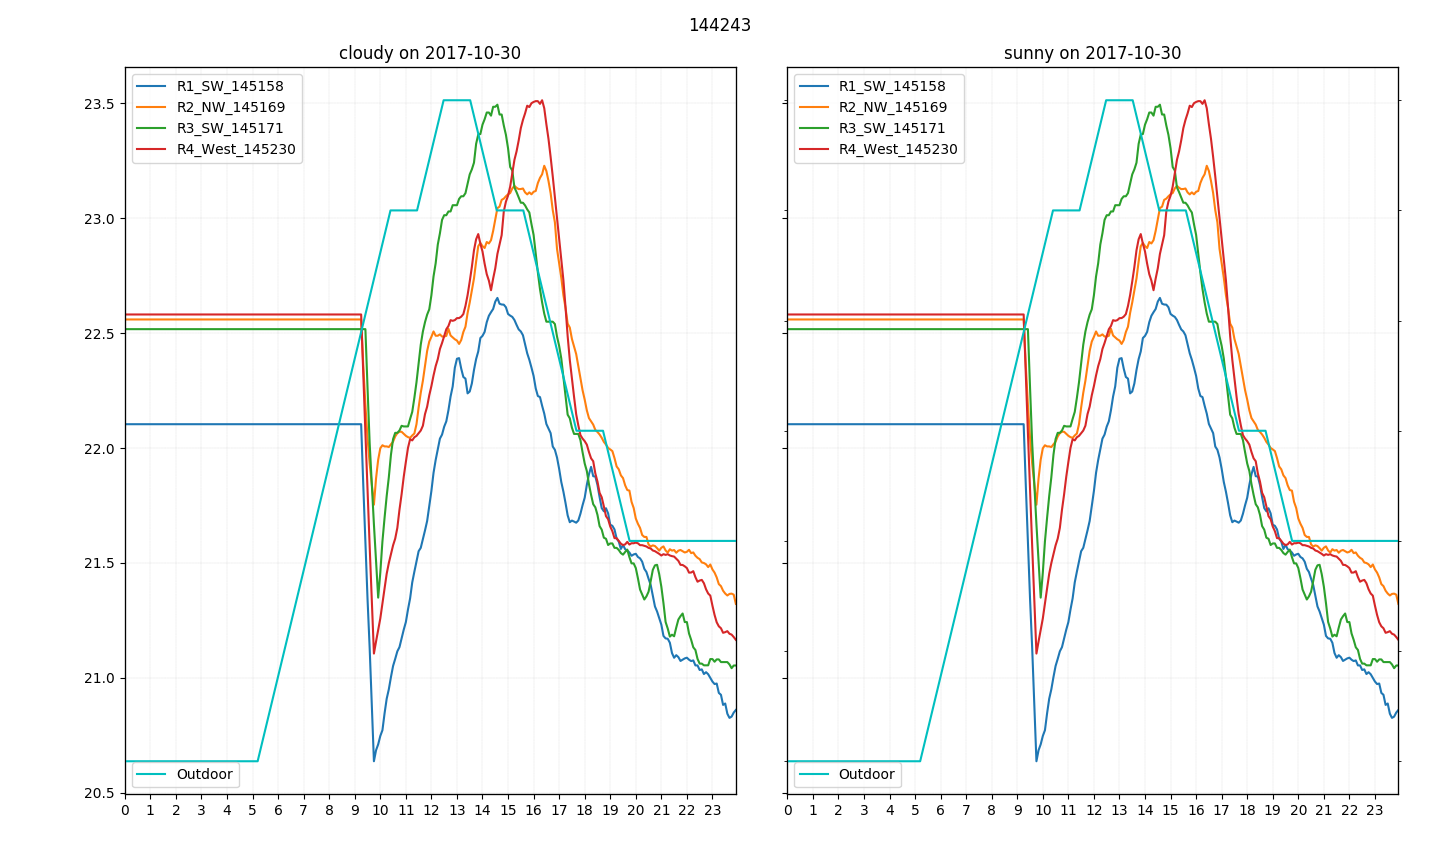 144243
cloudy on 2017-10-30
sunny on 2017-10-30
R1_SW_145158
R2_NW_145169
R3_SW_145171
R4_West_145230
R1_SW_145158
R2_NW_145169
R3_SW_145171
R4_West_145230
23.5
23.0
22.5
22.0
21.5
21.0
20.5
Outdoor
Outdoor
0 1 2 3 4 5 6 7 8 9 10 11 12 13 14 15 16 17 18 19 20 21 22 23
0 1 2 3 4 5 6 7 8 9 10 11 12 13 14 15 16 17 18 19 20 21 22 23